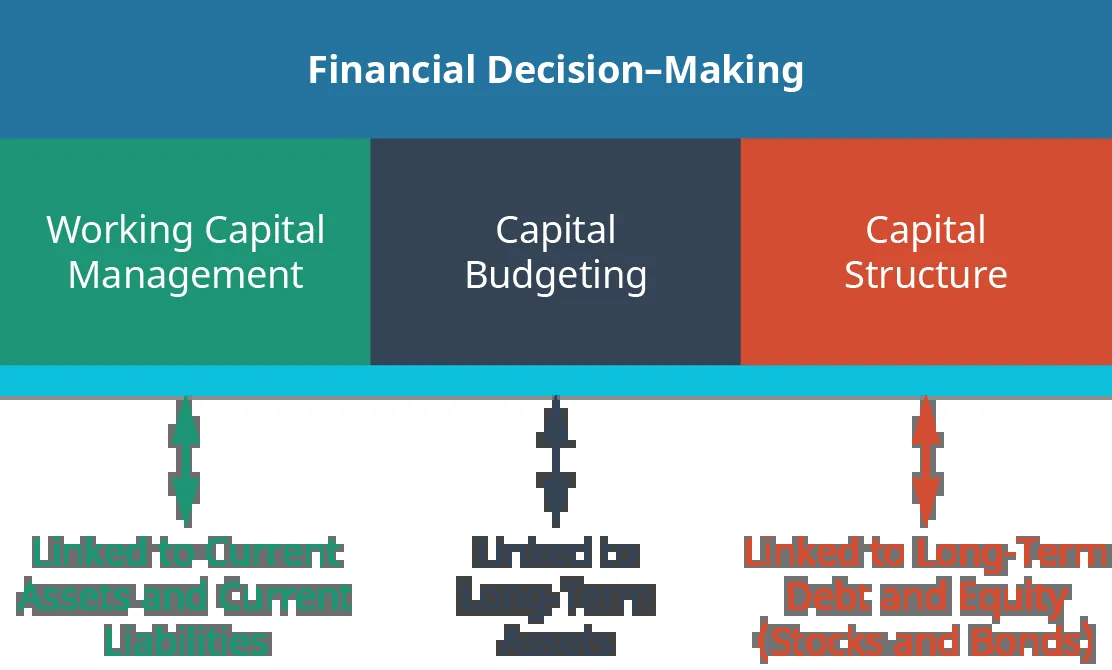 Financial Decision–Making
Working Capital
Management
Capital
Budgeting
Capital
Structure
Linked to Current
Assets and Current
Liabilities
Linked to
Long-Term
Assets
Linked to Long-Term
Debt and Equity
(Stocks and Bonds)